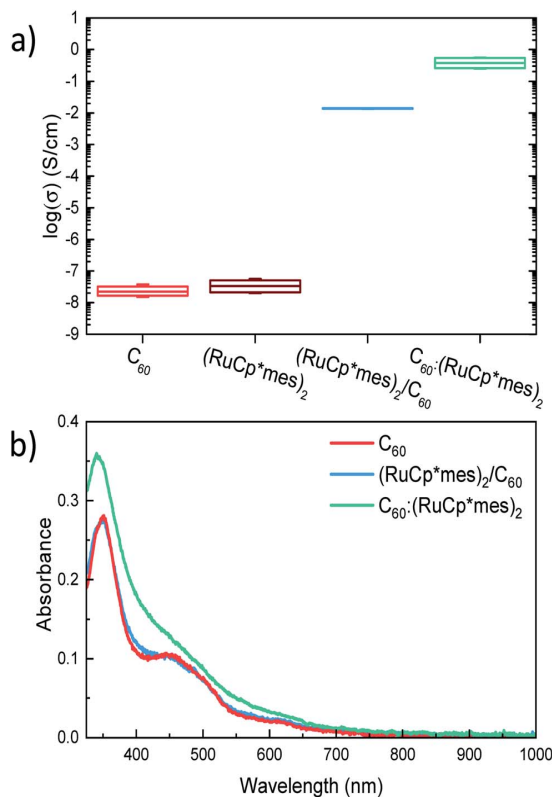 a)
log(σ) (S/cm)
1
0
-1
-2
-3
-4
-5
-6
-7
-8
-9
C₆₀
(RuCp*mes)₂
(RuCp*mes)₂/C₆₀
C₆₀:(RuCp*mes)₂
b)
Absorbance
0.4
0.3
0.2
0.1
0.0
C₆₀
(RuCp*mes)₂/C₆₀
C₆₀:(RuCp*mes)₂
400 500 600 700 800 900 1000
Wavelength (nm)